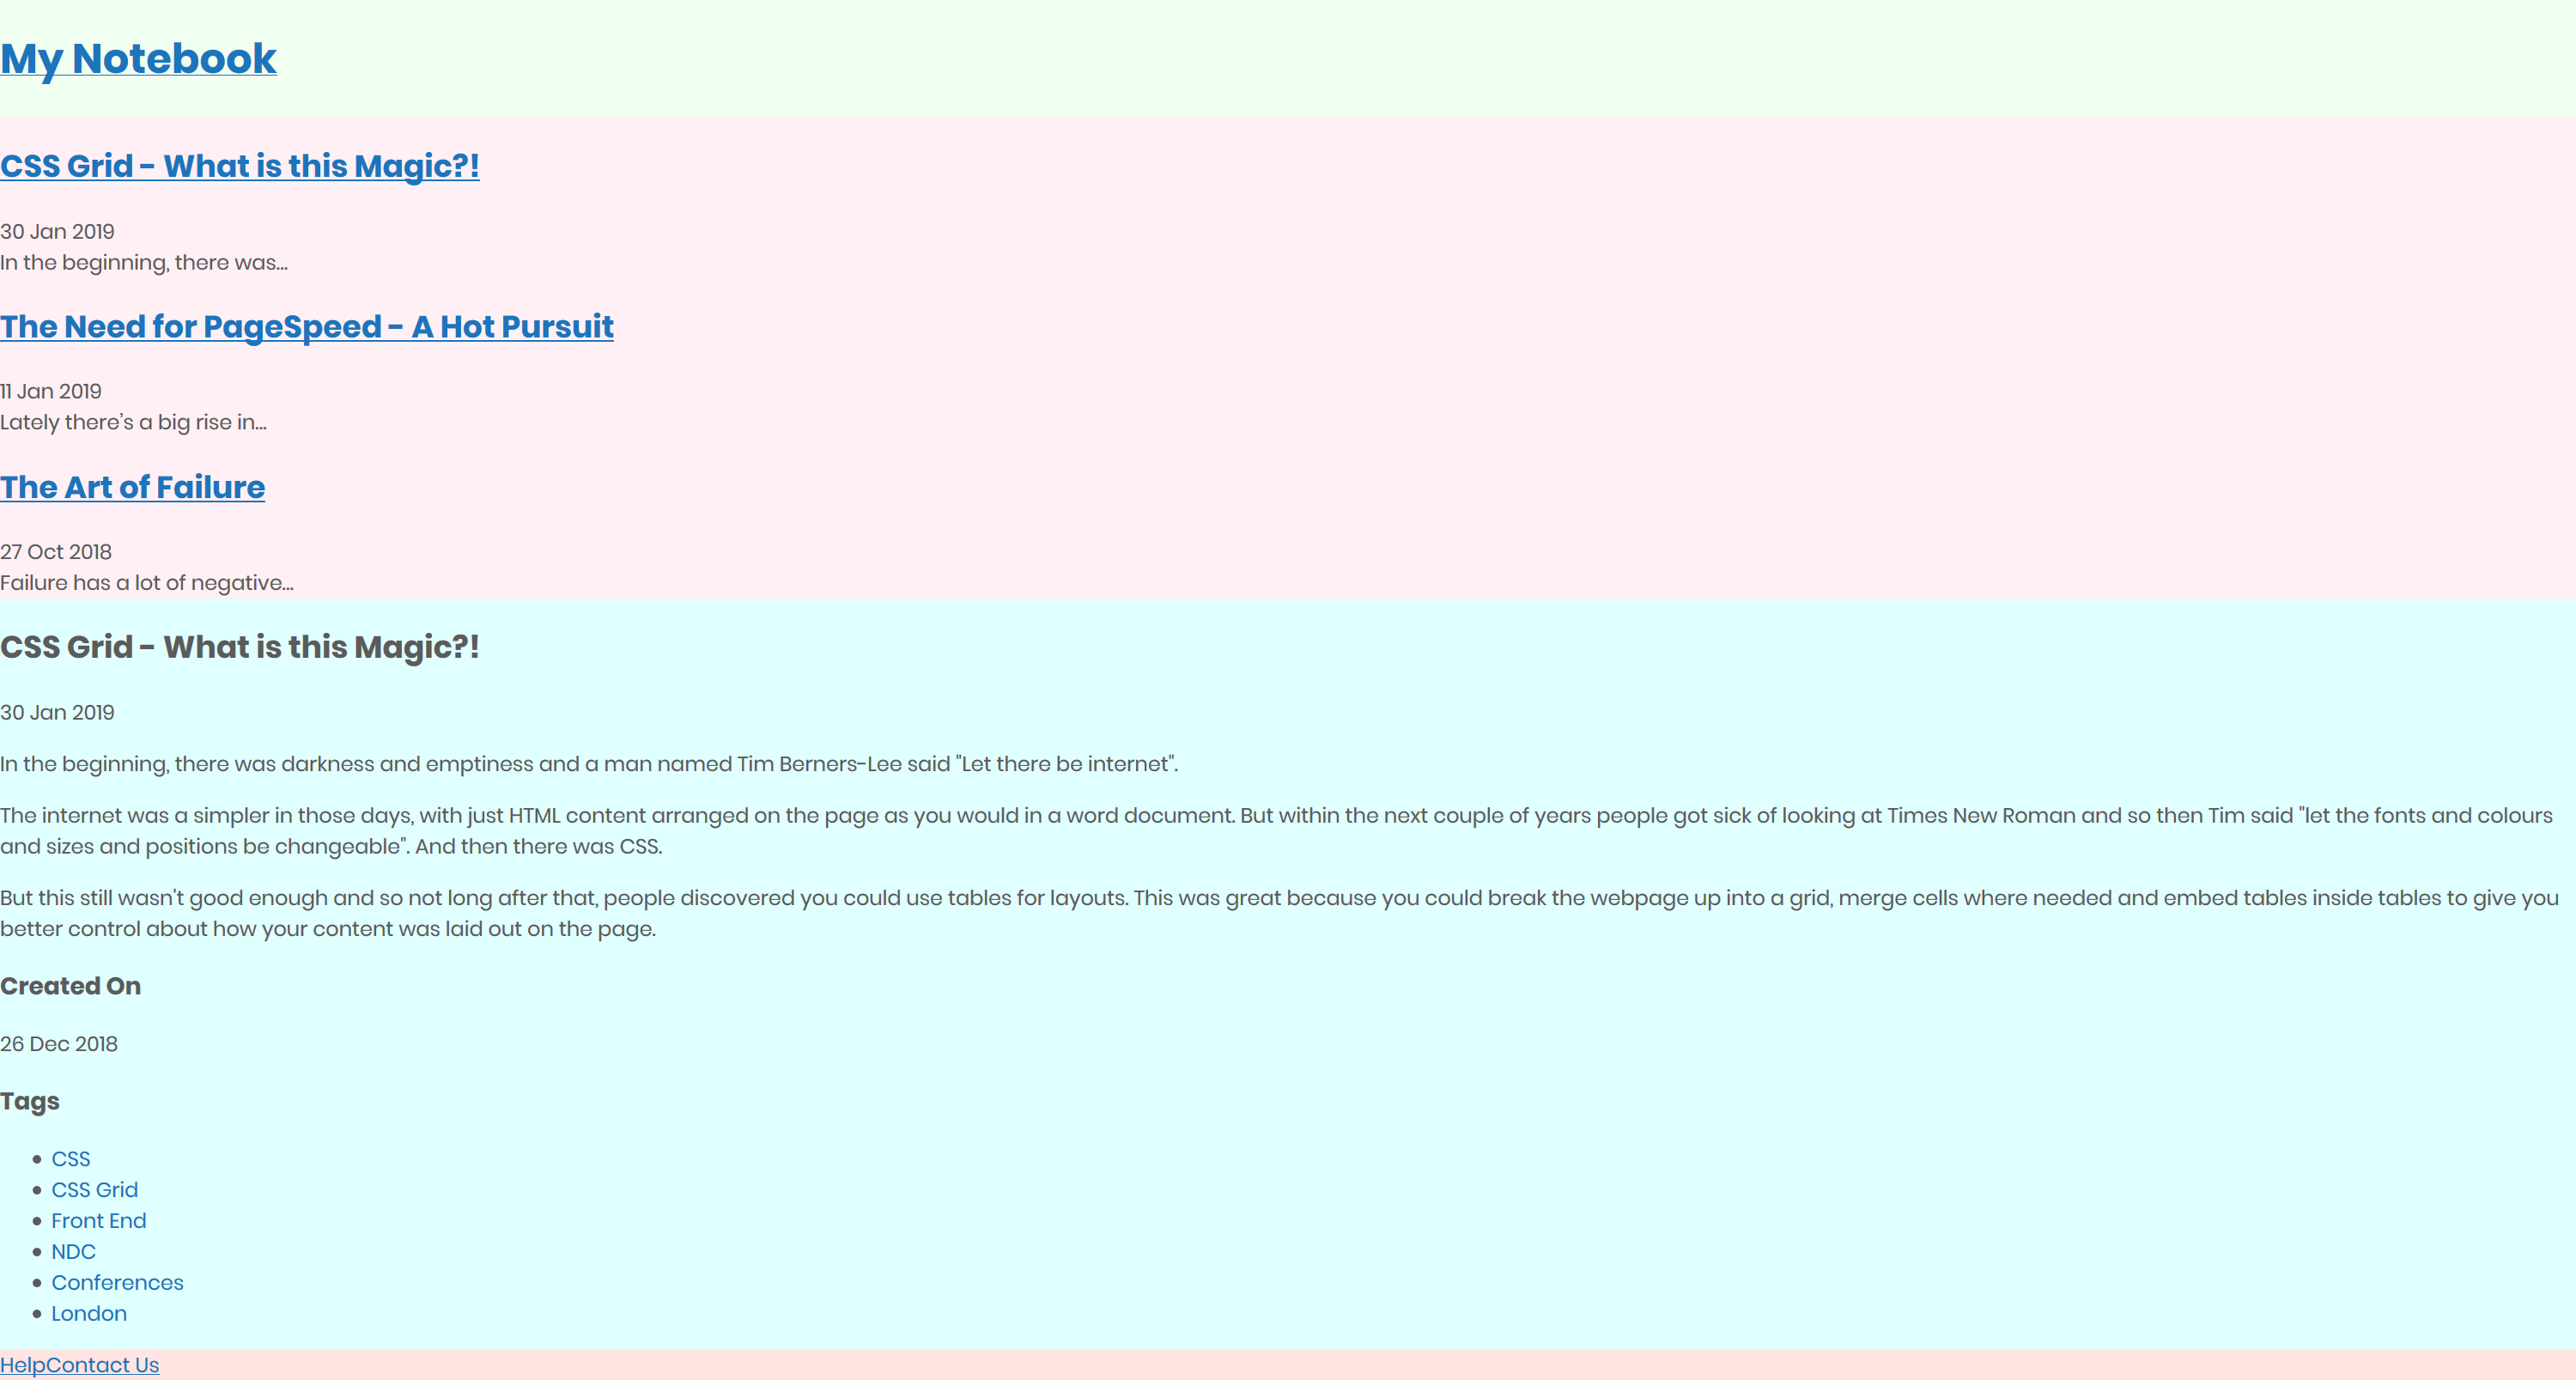 My Notebook
CSS Grid - What is this Magic?!
30 Jan 2019
In the beginning, there was...
The Need for PageSpeed - A Hot Pursuit
11 Jan 2019
Lately there's a big rise in...
The Art of Failure
27 Oct 2018
Failure has a lot of negative...
CSS Grid - What is this Magic?!
30 Jan 2019
In the beginning, there was darkness and emptiness and a man named Tim Berners-Lee said "Let there be internet".
The internet was a simpler in those days, with just HTML content arranged on the page as you would in a word document. But within the next couple of years people got sick of looking at Times New Roman and so then Tim said "let the fonts and colours
and sizes and positions be changeable". And then there was CSS.
But this still wasn't good enough and so not long after that, people discovered you could use tables for layouts. This was great because you could break the webpage up into a grid, merge cells where needed and embed tables inside tables to give you
better control about how your content was laid out on the page.
Created On
26 Dec 2018
Tags
CSS
CSS Grid
Front End
NDC
Conferences
London
HelpContact Us